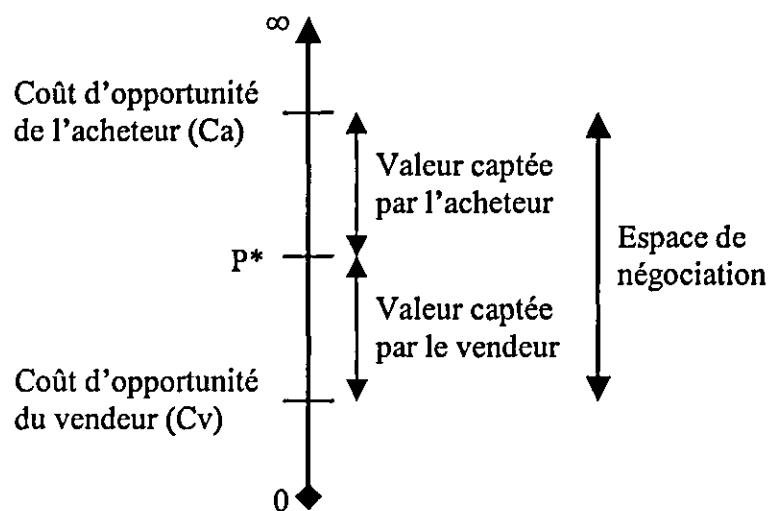 ∞
Coût d'opportunité
de l'acheteur (Ca)
Valeur captée
par l'acheteur
Espace de
négociation
P*
Valeur captée
par le vendeur
Coût d'opportunité
du vendeur (Cv)
0